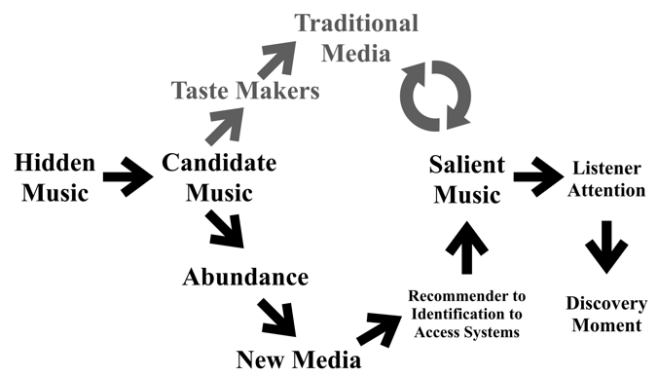 Traditional
Media
Taste Makers
Hidden
Music
Candidate
Music
Salient
Music
Listener
Attention
Abundance
Recommender to
Identification to
Access Systems
Discovery
Moment
New Media